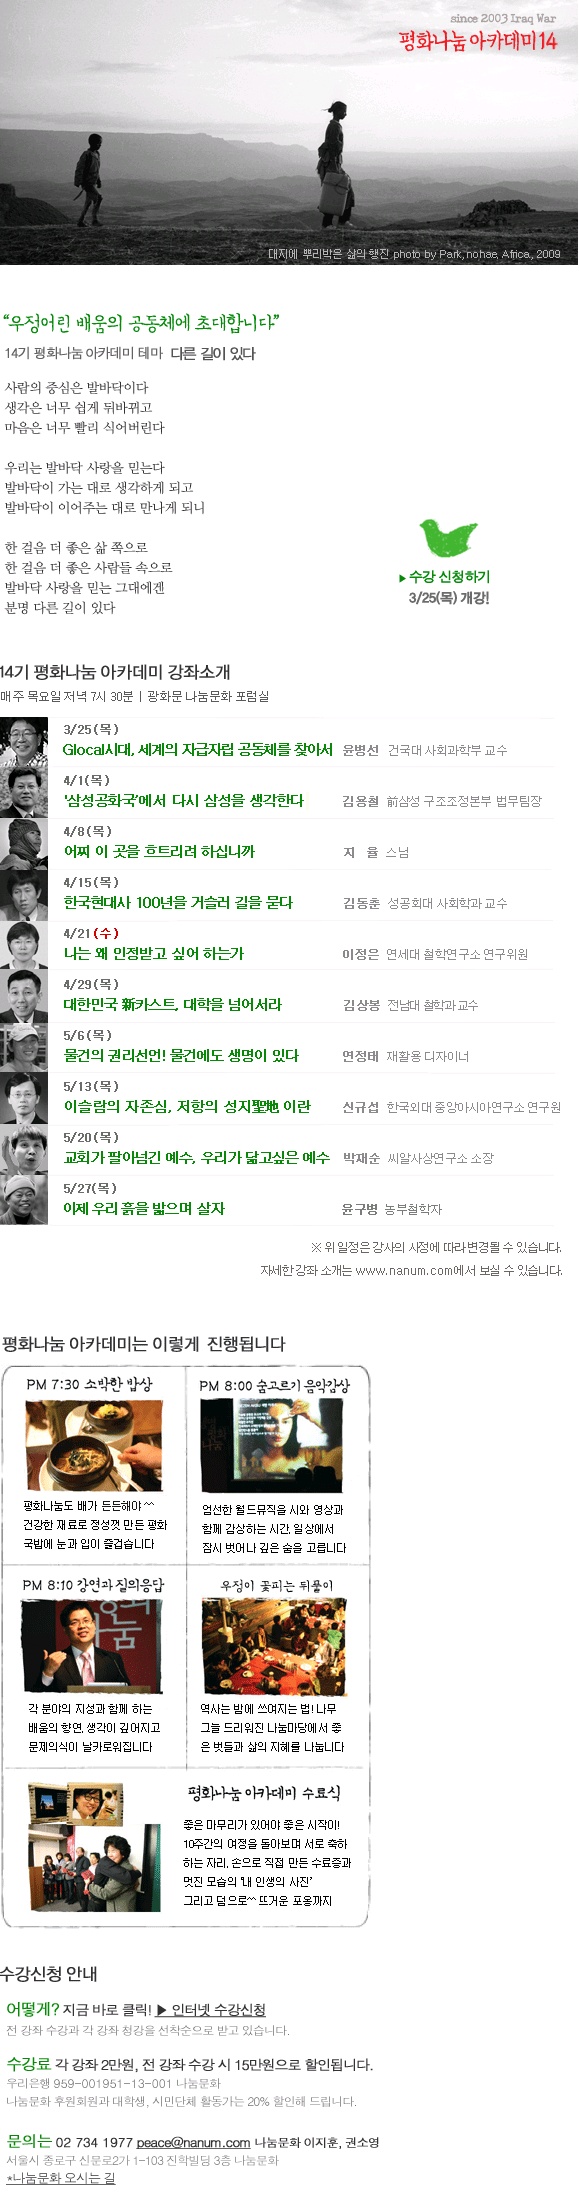 since 2003 Iraq War
평화나눔 아카데미14
대지에 뿌리박은 삶의 행진 photo by Park, nohae. Africa., 2009
“우정어린 배움의 공동체에 초대합니다”
14기 평화나눔 아카데미 테마 다른 길이 있다
사람의 중심은 발바닥이다
생각은 너무 쉽게 뒤바뀌고
마음은 너무 빨리 식어버린다
우리는 발바닥 사랑을 믿는다
발바닥이 가는 대로 생각하게 되고
발바닥이 이어주는 대로 만나게 되니
한 걸음 더 좋은 삶 쪽으로
한 걸음 더 좋은 사람들 속으로
발바닥 사랑을 믿는 그대에겐
분명 다른 길이 있다
▶ 수강 신청하기
3/25(목) 개강!
14기 평화나눔 아카데미 강좌소개
매주 목요일 저녁 7시 30분 | 광화문 나눔문화 포럼실
3/25(목)
Glocal시대, 세계의 자급자립 공동체를 찾아서 윤병선 건국대 사회과학부 교수
4/1(목)
'삼성공화국'에서 다시 삼성을 생각한다 김용철 前삼성 구조조정본부 법무팀장
4/8(목)
어찌 이 곳을 흐트리려 하십니까 지 율 스님
4/15(목)
한국현대사 100년을 거슬러 길을 묻다 김동춘 성공회대 사회학과 교수
4/21(수)
나는 왜 인정받고 싶어 하는가 이정은 연세대 철학연구소 연구위원
4/29(목)
대한민국 新카스트, 대학을 넘어서라 김상봉 전남대 철학과 교수
5/6(목)
물건의 권리선언! 물건에도 생명이 있다 연정태 재활용 디자이너
5/13(목)
이슬람의 자존심, 저항의 성지聖地 이란 신규섭 한국외대 중앙아시아연구소 연구원
5/20(목)
교회가 팔아넘긴 예수, 우리가 닮고싶은 예수 박재순 씨알사상연구소 소장
5/27(목)
이제 우리 흙을 밟으며 살자 윤구병 농부철학자
※ 위 일정은 강사의 사정에 따라 변경될 수 있습니다.
자세한 강좌 소개는 www.nanum.com에서 보실 수 있습니다.
평화나눔 아카데미는 이렇게 진행됩니다
PM 7:30 소박한 밥상
평화나눔도 배가 든든해야 ^^
건강한 재료로 정성껏 만든 평화
국밥에 눈과 입이 즐겁습니다
PM 8:00 숨고르기 음악감상
엄선한 월드뮤직을 시와 영상과
함께 감상하는 시간. 일상에서
잠시 벗어나 깊은 숨을 고릅니다
PM 8:10 강연과 질의응답
각 분야의 지성과 함께 하는
배움의 향연. 생각이 깊어지고
문제의식이 날카로워집니다
우정이 꽃피는 뒤풀이
역사는 밤에 쓰여지는 법! 나무
그늘 드리워진 나눔마당에서 좋
은 벗들과 삶의 지혜를 나눕니다
평화나눔 아카데미 수료식
좋은 마무리가 있어야 좋은 시작이!
10주간의 여정을 돌아보며 서로 축하
하는 자리. 손으로 직접 만든 수료증과
멋진 모습의 '내 인생의 사진'
그리고 덤으로^^ 뜨거운 포옹까지
수강신청 안내
어떻게? 지금 바로 클릭! ▶ 인터넷 수강신청
전 강좌 수강과 각 강좌 청강을 선착순으로 받고 있습니다.
수강료 각 강좌 2만원, 전 강좌 수강 시 15만원으로 할인됩니다.
우리은행 959-001951-13-001 나눔문화
나눔문화 후원회원과 대학생, 시민단체 활동가는 20% 할인해 드립니다.
문의는 02 734 1977 peace@nanum.com 나눔문화 이지훈, 권소영
서울시 종로구 신문로2가 1-103 진학빌딩 3층 나눔문화
*나눔문화 오시는 길